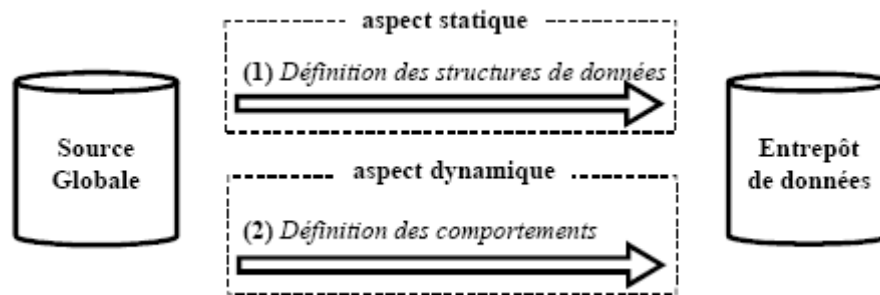 aspect statique
(1) Définition des structures de données
Source
Globale
Entrepôt
de données
aspect dynamique
(2) Définition des comportements